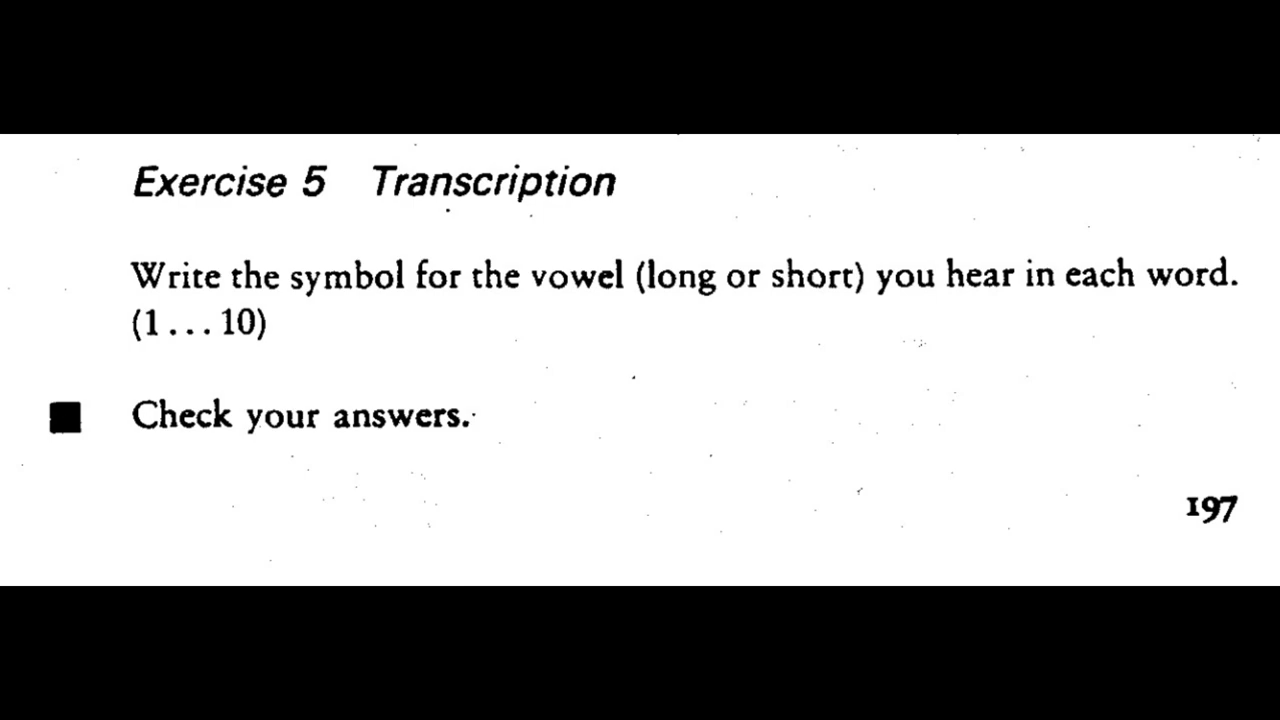 Exercise 5 Transcription
Write the symbol for the vowel (long or short) you hear in each word.
(1 ... 10)
Check your answers.
197